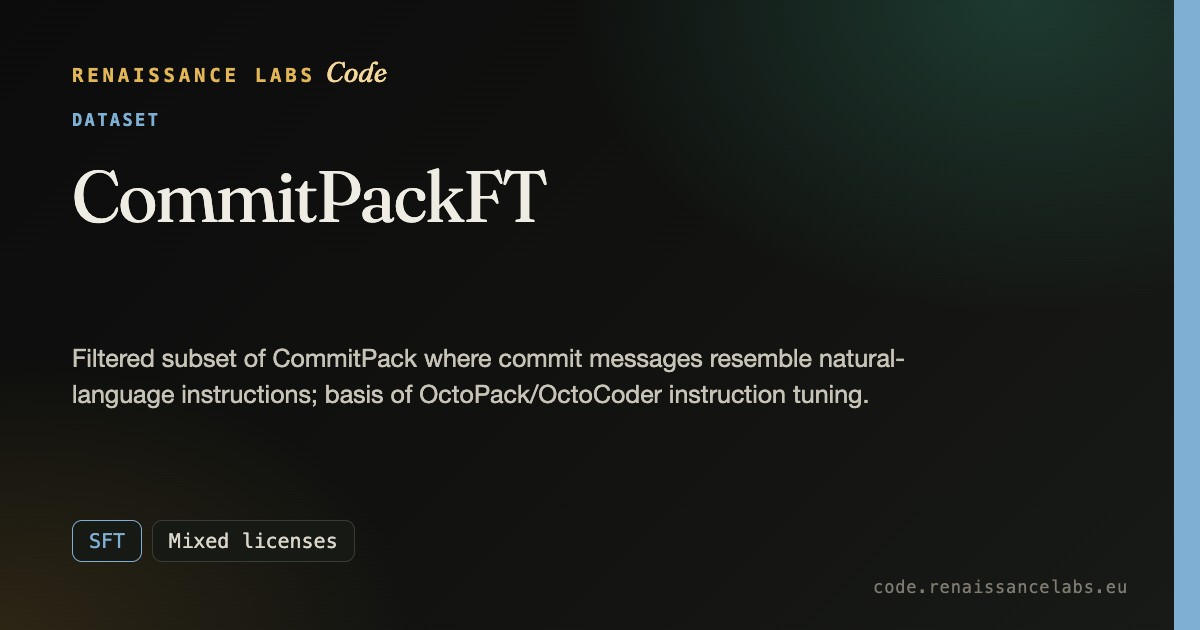 RENAISSANCE LABS Code
DATASET
CommitPackFT
Filtered subset of CommitPack where commit messages resemble natural-
language instructions; basis of OctoPack/OctoCoder instruction tuning.
SFT Mixed licenses
code.renaissancelabs.eu